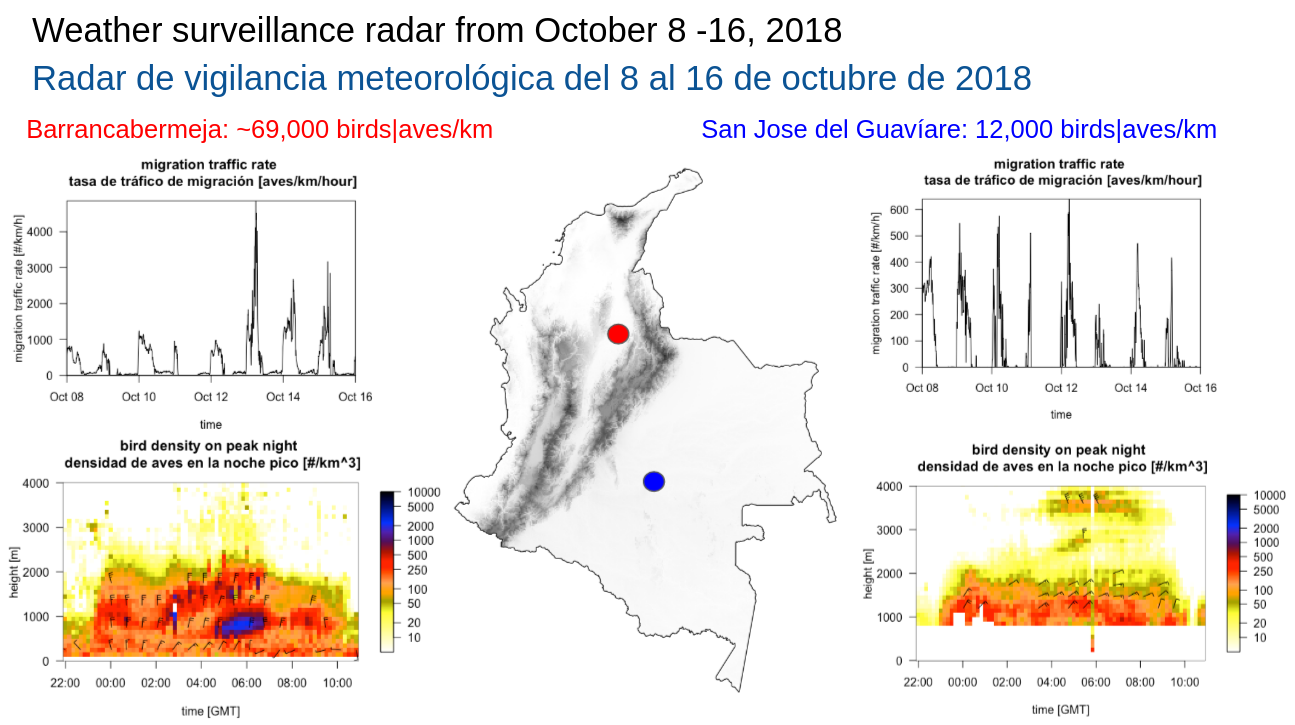 Weather surveillance radar from October 8 -16, 2018
Radar de vigilancia meteorológica del 8 al 16 de octubre de 2018
Barrancabermeja: ~69,000 birds|aves/km
San Jose del Guavíare: 12,000 birds|aves/km
migration traffic rate
tasa de tráfico de migración [aves/km/hour]
migration traffic rate [#/km/h]
4000
3000
2000
1000
0
Oct 08
Oct 10
Oct 12
Oct 14
Oct 16
time
bird density on peak night
densidad de aves en la noche pico [#/km^3]
height [m]
4000
3000
2000
1000
0
22:00
00:00
02:00
04:00
06:00
08:00
10:00
time [GMT]
10000
5000
2000
1000
500
250
100
50
20
10
migration traffic rate
tasa de tráfico de migración [aves/km/hour]
migration traffic rate [#/km/h]
600
500
400
300
200
100
0
Oct 08
Oct 10
Oct 12
Oct 14
Oct 16
time
bird density on peak night
densidad de aves en la noche pico [#/km^3]
height [m]
4000
3000
2000
1000
0
22:00
00:00
02:00
04:00
06:00
08:00
10:00
time [GMT]
10000
5000
2000
1000
500
250
100
50
20
10